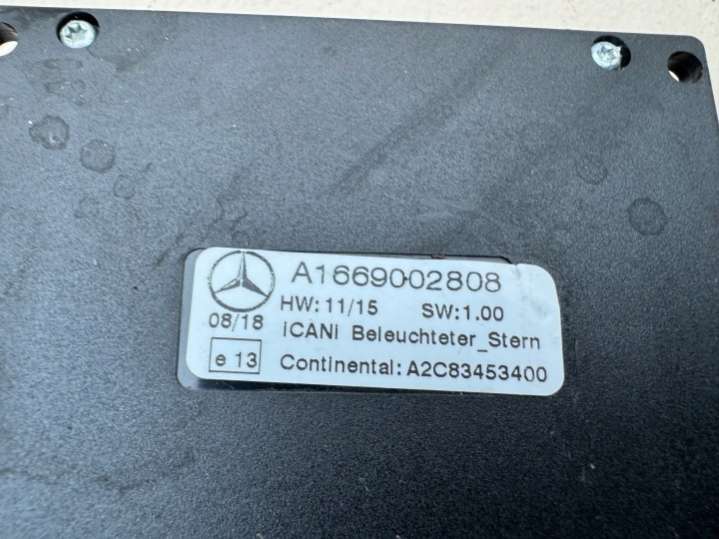 A1669002808
HW: 11/15 SW:1.00
08/18
iCANi Beleuchteter_Stern
e 13
Continental: A2C83453400